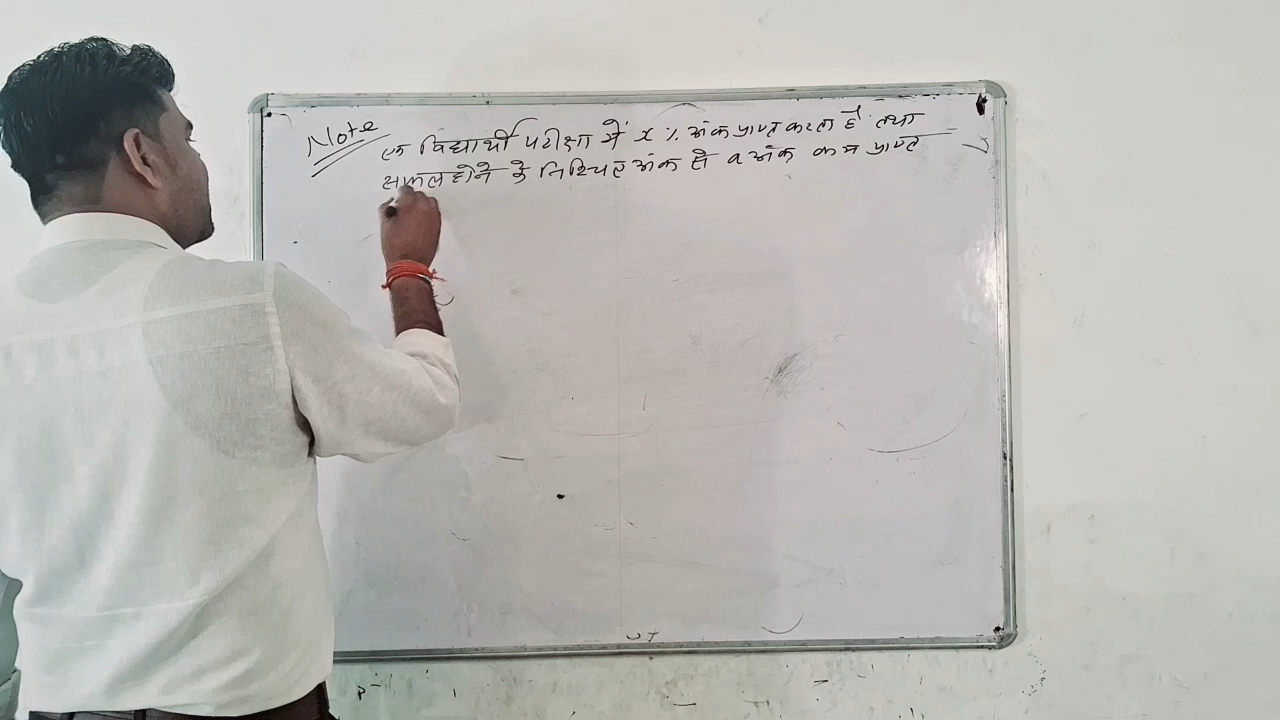 Note
एक विद्यार्थी परीक्षा में x % अंक प्राप्त करता है तथा
सफल होने के निश्चित अंक से a अंक कम प्राप्त